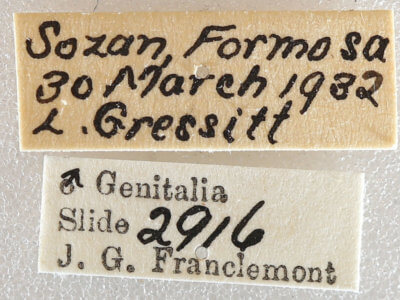 Sozan, Formosa
30 March 1932
L. Gressitt
♂ Genitalia
Slide 2916
J. G. Franclemont